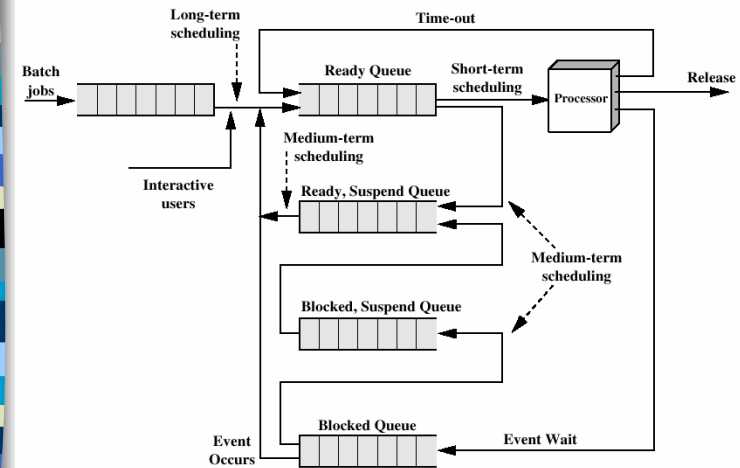 Long-term
scheduling
Time-out
Batch
jobs
Ready Queue
Short-term
scheduling
Processor
Release
Medium-term
scheduling
Interactive
users
Ready, Suspend Queue
Medium-term
scheduling
Blocked, Suspend Queue
Blocked Queue
Event
Occurs
Event Wait